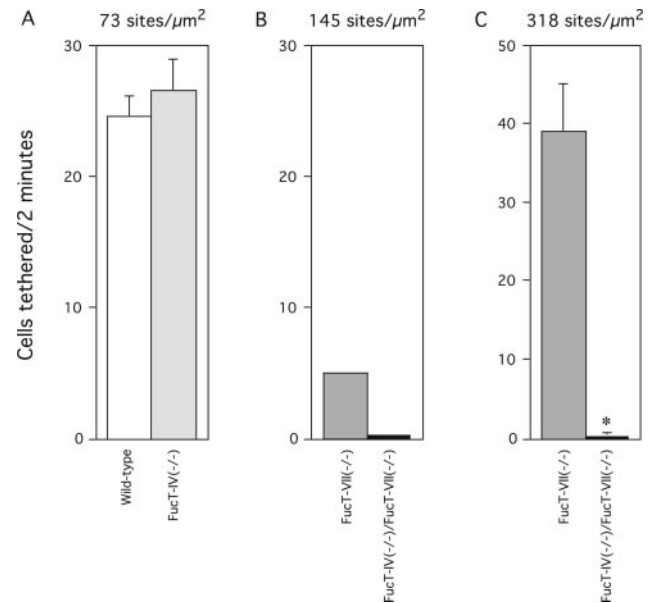 A 73 sites/µm²
B 145 sites/µm²
C 318 sites/µm²
Cells tethered/2 minutes
30
20
10
0
30
20
10
0
50
40
30
20
10
0
*
Wild-type
FucT-IV(-/-)
FucT-VII(-/-)
FucT-IV(-/-)/FucT-VII(-/-)
FucT-VII(-/-)
FucT-IV(-/-)/FucT-VII(-/-)